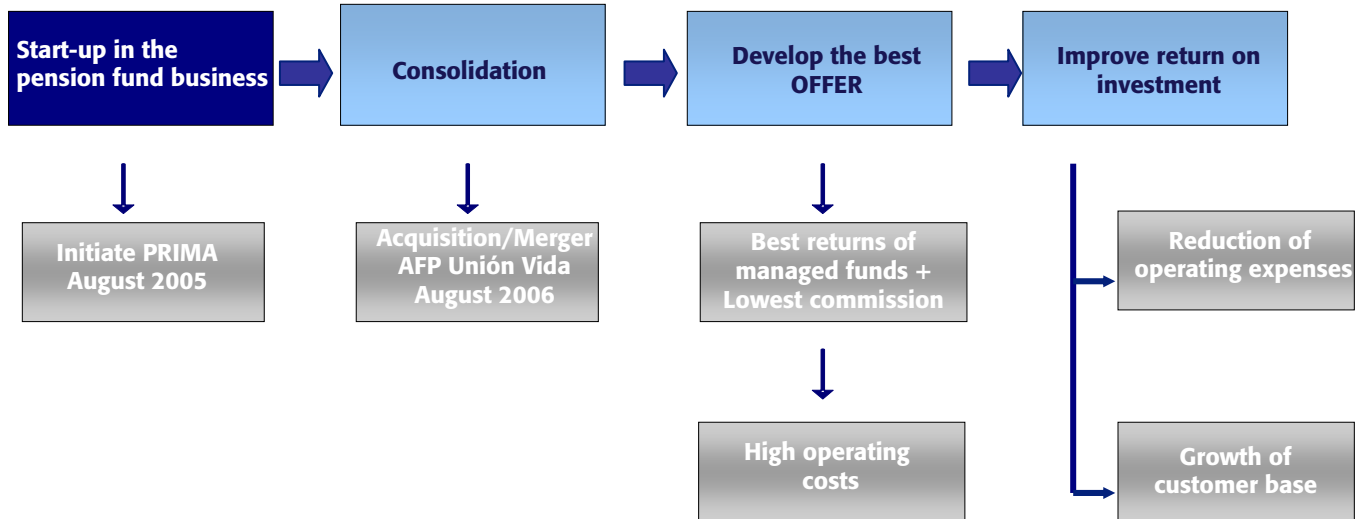 Start-up in the
pension fund business
Consolidation
Develop the best
OFFER
Improve return on
investment
Initiate PRIMA
August 2005
Acquisition/Merger
AFP Unión Vida
August 2006
Best returns of
managed funds +
Lowest commission
Reduction of
operating expenses
High operating
costs
Growth of
customer base